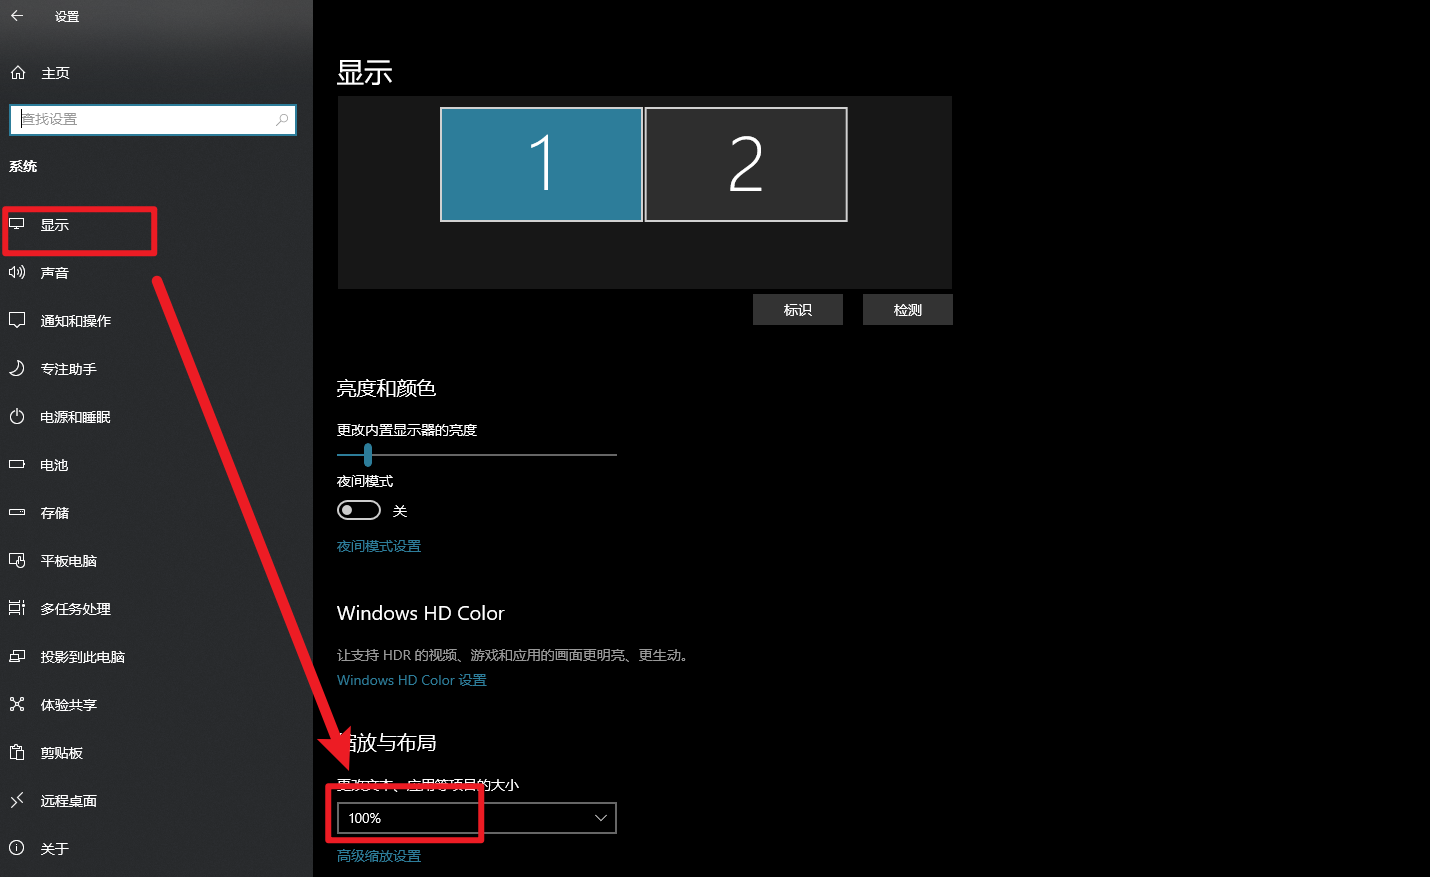 设置
主页
查找设置
系统
显示
声音
通知和操作
专注助手
电源和睡眠
电池
存储
平板电脑
多任务处理
投影到此电脑
体验共享
剪贴板
远程桌面
关于
显示
1
2
标识
检测
亮度和颜色
更改内置显示器的亮度
夜间模式
关
夜间模式设置
Windows HD Color
让支持 HDR 的视频、游戏和应用的画面更明亮、更生动。
Windows HD Color 设置
缩放与布局
更改文本、应用等项目的大小
100%
高级缩放设置